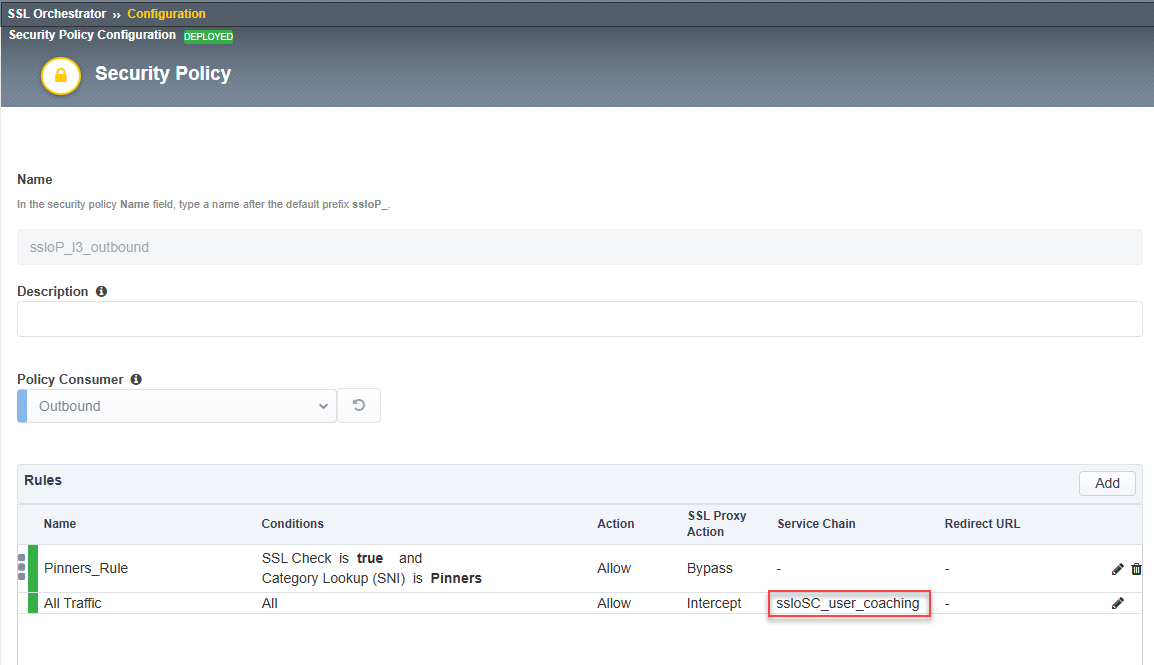 SSL Orchestrator ›› Configuration
Security Policy Configuration DEPLOYED
Security Policy
Name
In the security policy Name field, type a name after the default prefix ssloP_.
ssloP_l3_outbound
Description
Policy Consumer
Outbound
Rules Add
Name Conditions Action SSL Proxy Action Service Chain Redirect URL
Pinners_Rule SSL Check is true and Allow Bypass - -
Category Lookup (SNI) is Pinners
All Traffic All Allow Intercept ssloSC_user_coaching -